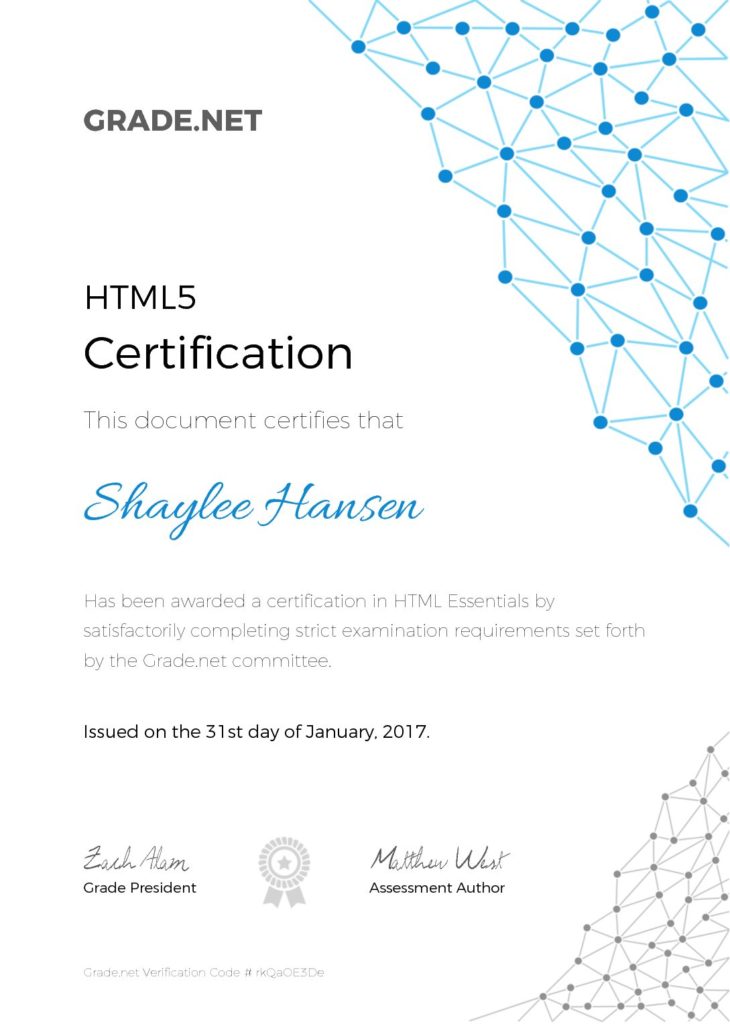 GRADE.NET
HTML5
Certification
This document certifies that
Shaylee Hansen
Has been awarded a certification in HTML Essentials by
satisfactorily completing strict examination requirements set forth
by the Grade.net committee.
Issued on the 31st day of January, 2017.
Zach Alam
Grade President
Matthew West
Assessment Author
Grade.net Verification Code # rkQaOE3De